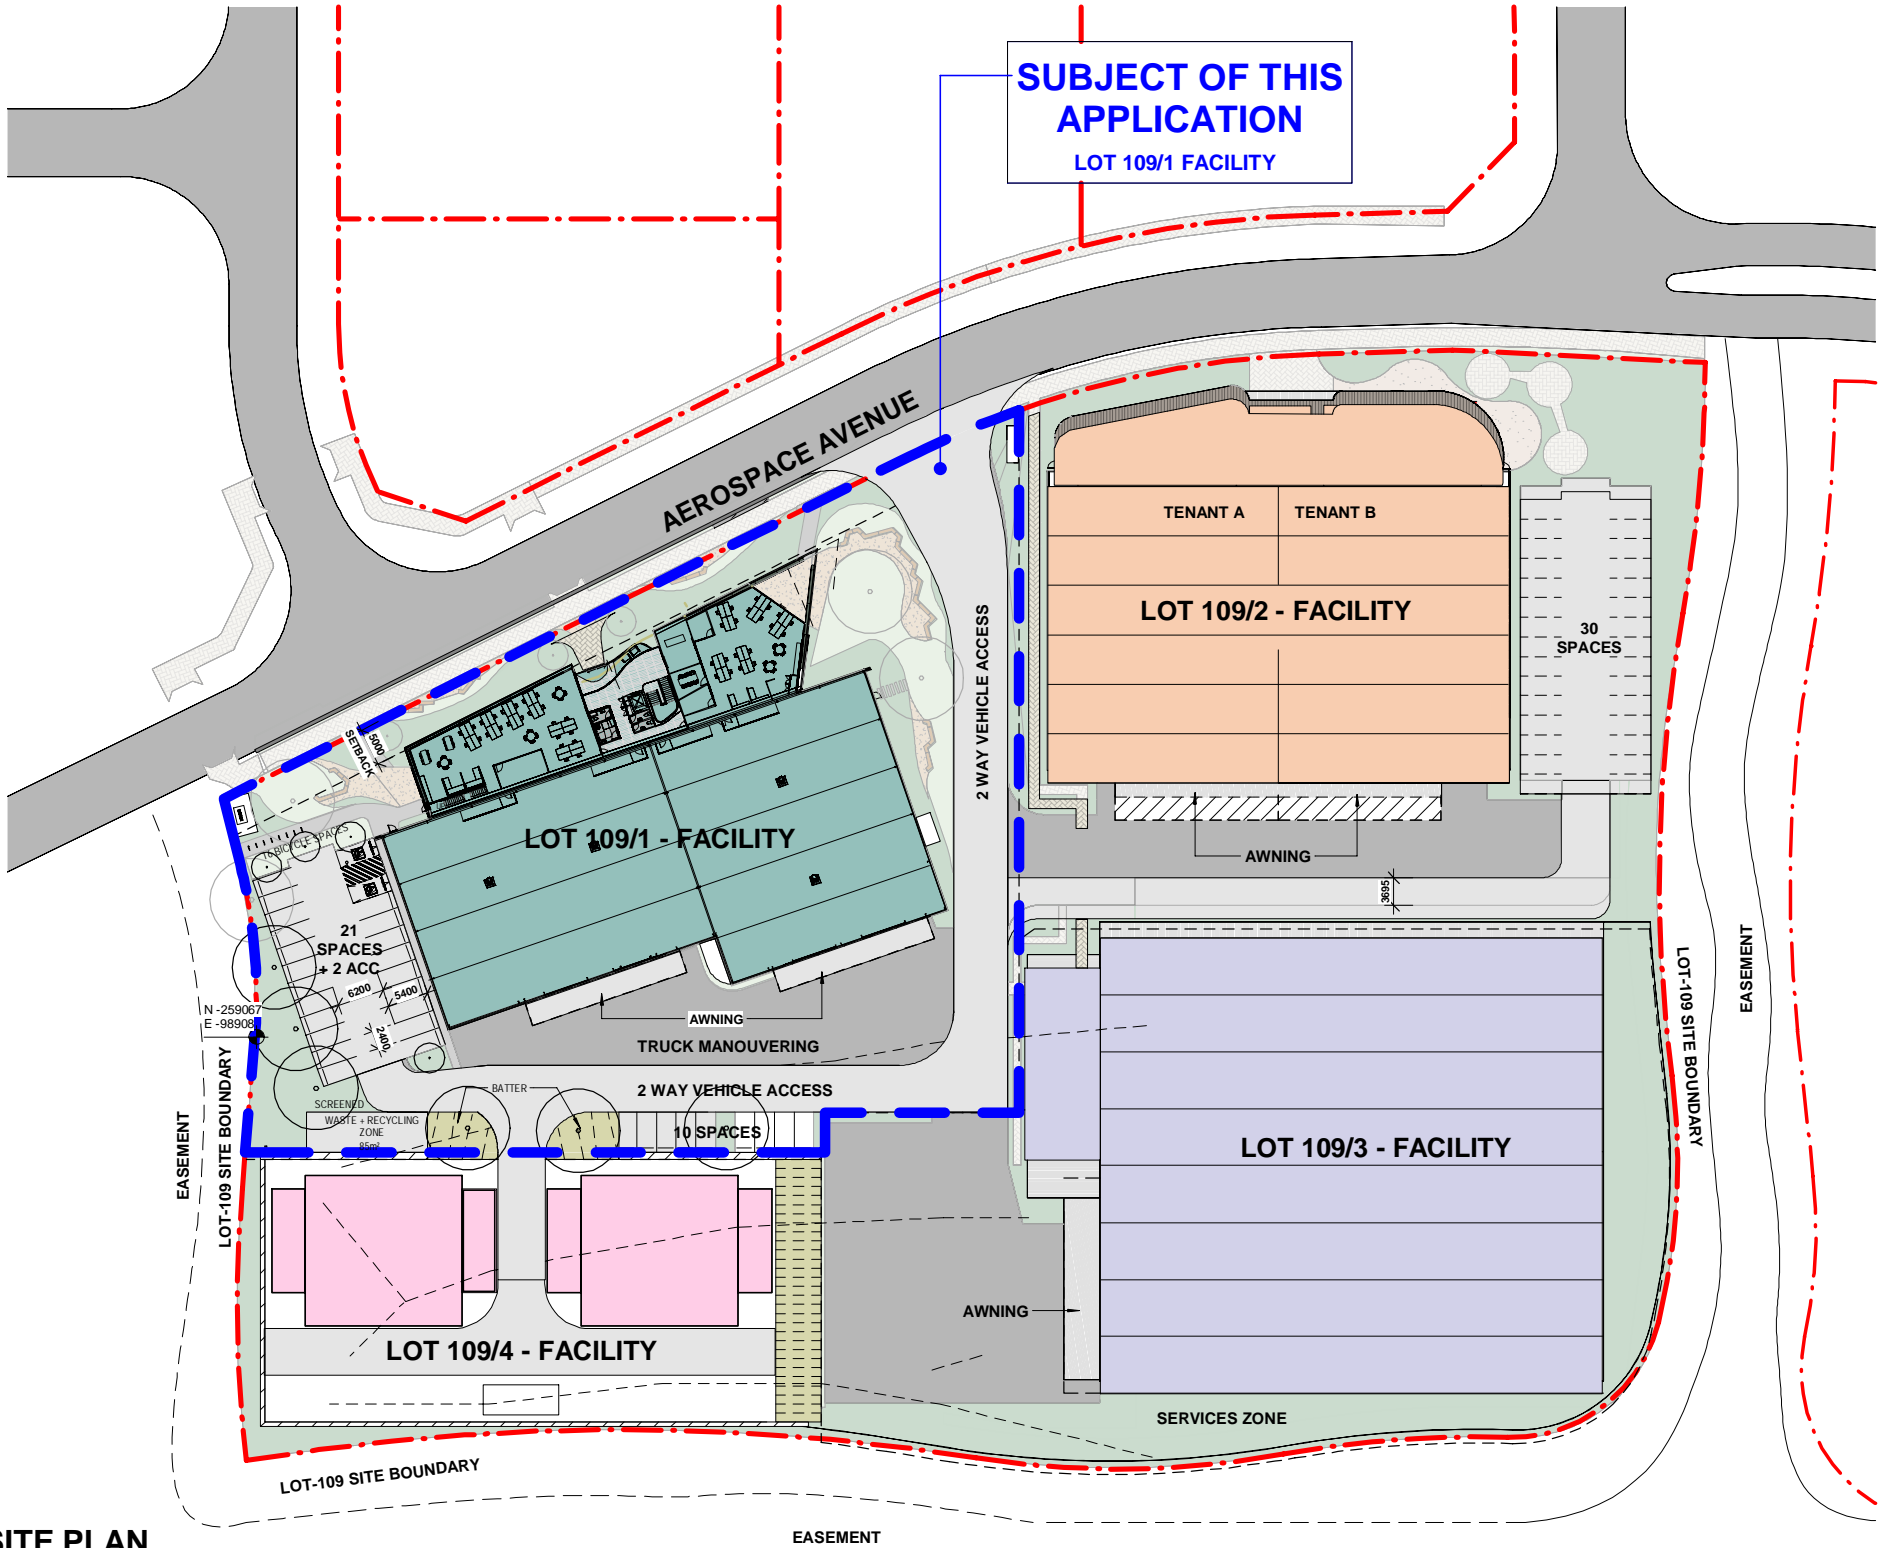 SUBJECT OF THIS
APPLICATION
LOT 109/1 FACILITY
AEROSPACE AVENUE
TENANT A
TENANT B
LOT 109/2 - FACILITY
30
SPACES
2 WAY VEHICLE ACCESS
5000
SETBACK
LOT 109/1 - FACILITY
16 BICYCLE SPACES
AWNING
3695
21
SPACES
+ 2 ACC
6200
5400
2400
N -259067
E -98908
AWNING
TRUCK MANOUVERING
2 WAY VEHICLE ACCESS
BATTER
SCREENED
WASTE + RECYCLING
ZONE
85m²
10 SPACES
EASEMENT
LOT-109 SITE BOUNDARY
LOT-109 SITE BOUNDARY
EASEMENT
LOT 109/3 - FACILITY
AWNING
LOT 109/4 - FACILITY
SERVICES ZONE
LOT-109 SITE BOUNDARY
EASEMENT
SITE PLAN